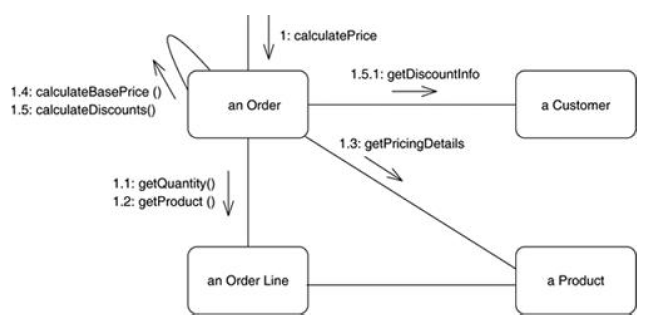 1: calculatePrice
1.4: calculateBasePrice ()
1.5: calculateDiscounts()
1.5.1: getDiscountInfo
an Order
a Customer
1.3: getPricingDetails
1.1: getQuantity()
1.2: getProduct ()
an Order Line
a Product